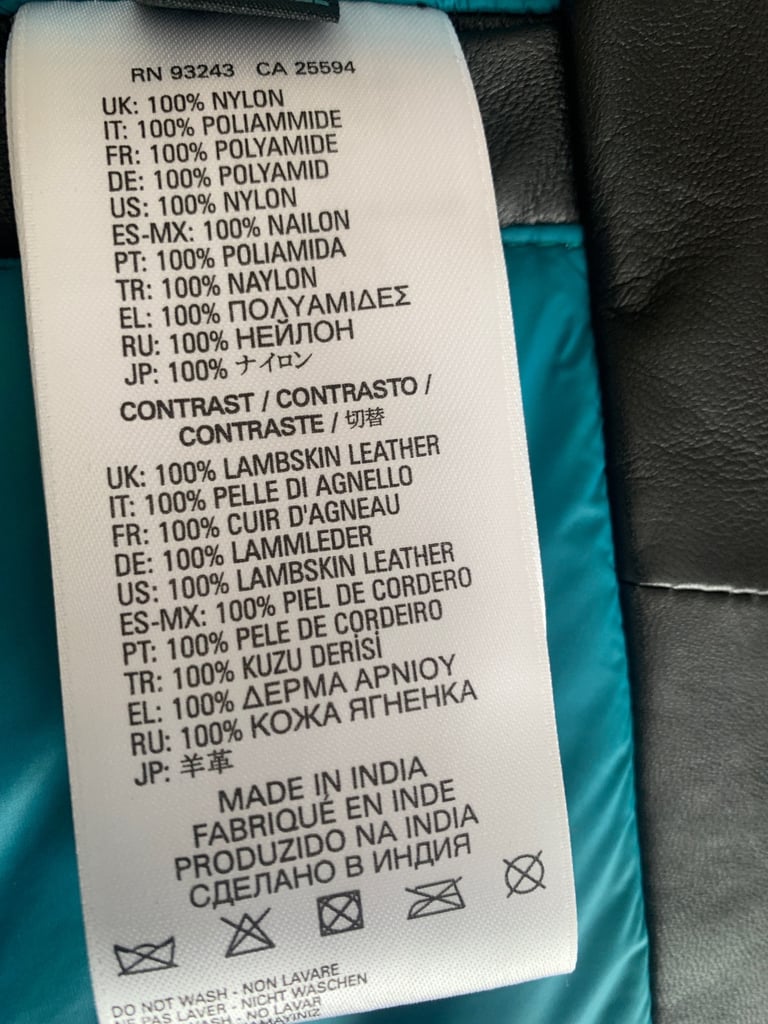 RN 93243 CA 25594
UK: 100% NYLON
IT: 100% POLIAMMIDE
FR: 100% POLYAMIDE
DE: 100% POLYAMID
US: 100% NYLON
ES-MX: 100% NAILON
PT: 100% POLIAMIDA
TR: 100% NAYLON
EL: 100% ΠΟΛΥΑΜΙΔΕΣ
RU: 100% НЕЙЛОН
JP: 100% ナイロン
CONTRAST / CONTRASTO /
CONTRASTE / 切替
UK: 100% LAMBSKIN LEATHER
IT: 100% PELLE DI AGNELLO
FR: 100% CUIR D'AGNEAU
DE: 100% LAMMLEDER
US: 100% LAMBSKIN LEATHER
ES-MX: 100% PIEL DE CORDERO
PT: 100% PELE DE CORDEIRO
TR: 100% KUZU DERİSİ
EL: 100% ΔΕΡΜΑ ΑΡΝΙΟΥ
RU: 100% КОЖА ЯГНЕНКА
JP: 羊革
MADE IN INDIA
FABRIQUÉ EN INDE
PRODUZIDO NA INDIA
СДЕЛАНО В ИНДИЯ
DO NOT WASH - NON LAVARE
NE PAS LAVER - NICHT WASCHEN
WASH - NO LAVAR